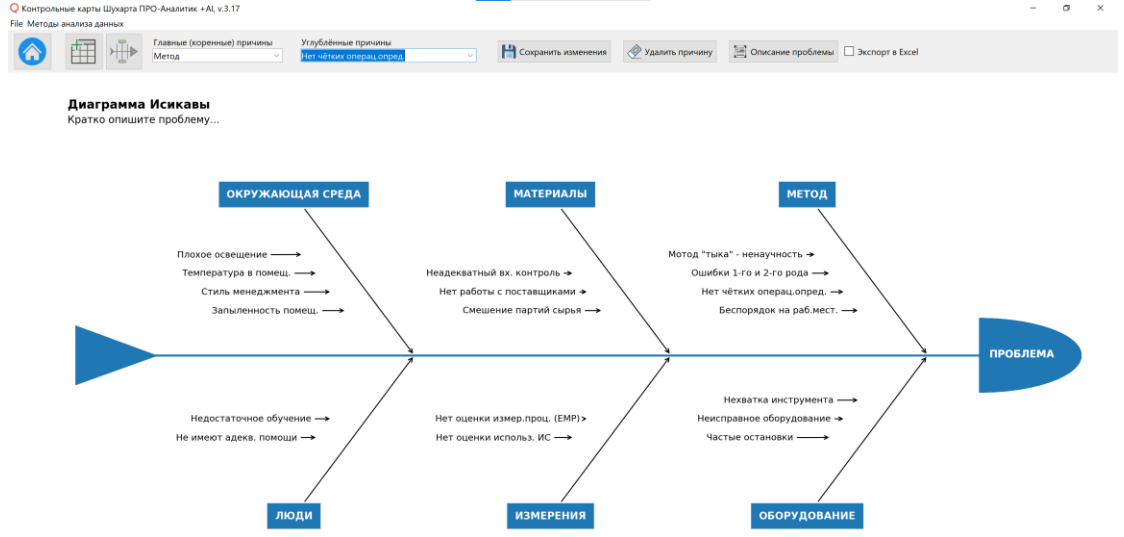 Контрольные карты Шухарта ПРО-Аналитик +AI, v.3.17
File Методы анализа данных
Главные (коренные) причины
Углублённые причины
Метод
Нет чётких операц.опред.
Сохранить изменения
Удалить причину
Описание проблемы
Экспорт в Excel
Диаграмма Исикавы
Кратко опишите проблему...
ОКРУЖАЮЩАЯ СРЕДА
МАТЕРИАЛЫ
МЕТОД
Плохое освещение
Температура в помещ.
Стиль менеджмента
Запыленность помещ.
Неадекватный вх. контроль
Нет работы с поставщиками
Смешение партий сырья
Мотод "тыка" - ненаучность
Ошибки 1-го и 2-го рода
Нет чётких операц.опред.
Беспорядок на раб.мест.
ПРОБЛЕМА
Недостаточное обучение
Не имеют адекв. помощи
Нет оценки измер.проц. (EMP)
Нет оценки использ. ИС
Нехватка инструмента
Неисправное оборудование
Частые остановки
ЛЮДИ
ИЗМЕРЕНИЯ
ОБОРУДОВАНИЕ